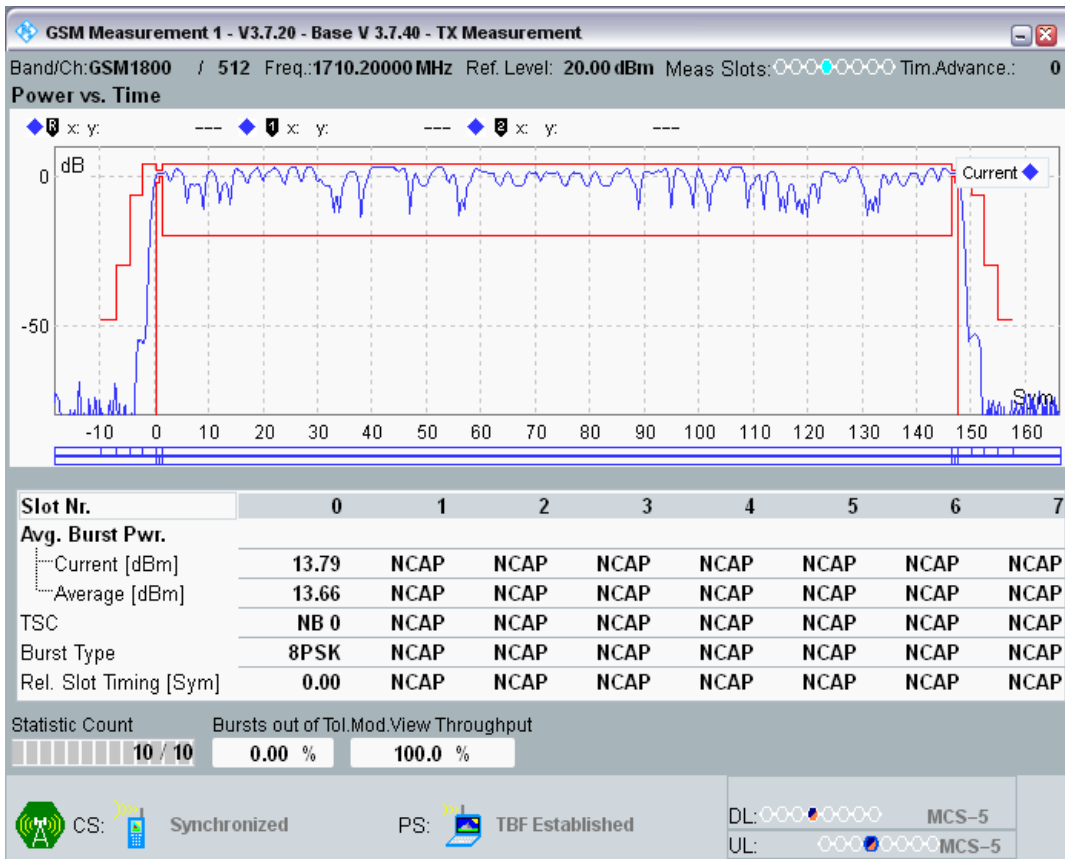 GSM Measurement 1 - V3.7.20 - Base V 3.7.40 - TX Measurement
Band/Ch:GSM1800 / 512 Freq.:1710.20000 MHz Ref. Level: 20.00 dBm Meas Slots: Tim.Advance.: 0
Power vs. Time
R x: y: --- 1 x: y: --- 2 x: y: ---
dB
0
Current
-50
Sym
-10 0 10 20 30 40 50 60 70 80 90 100 110 120 130 140 150 160
Slot Nr. 0 1 2 3 4 5 6 7
Avg. Burst Pwr.
Current [dBm] 13.79 NCAP NCAP NCAP NCAP NCAP NCAP NCAP
Average [dBm] 13.66 NCAP NCAP NCAP NCAP NCAP NCAP NCAP
TSC NB 0 NCAP NCAP NCAP NCAP NCAP NCAP NCAP
Burst Type 8PSK NCAP NCAP NCAP NCAP NCAP NCAP NCAP
Rel. Slot Timing [Sym] 0.00 NCAP NCAP NCAP NCAP NCAP NCAP NCAP
Statistic Count Bursts out of Tol.Mod.View Throughput
10 / 10 0.00 % 100.0 %
CS: Synchronized PS: TBF Established DL: MCS-5
UL: MCS-5